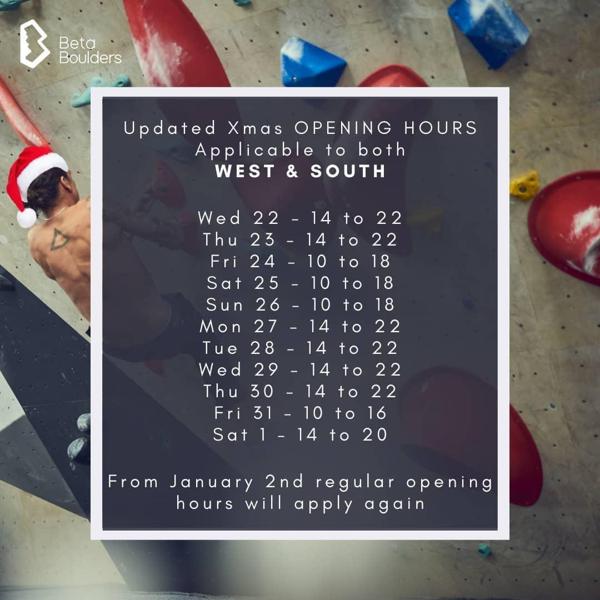 Beta
Boulders
Updated Xmas OPENING HOURS
Applicable to both
WEST & SOUTH
Wed 22 - 14 to 22
Thu 23 - 14 to 22
Fri 24 - 10 to 18
Sat 25 - 10 to 18
Sun 26 - 10 to 18
Mon 27 - 14 to 22
Tue 28 - 14 to 22
Wed 29 - 14 to 22
Thu 30 - 14 to 22
Fri 31 - 10 to 16
Sat 1 - 14 to 20
From January 2nd regular opening
hours will apply again